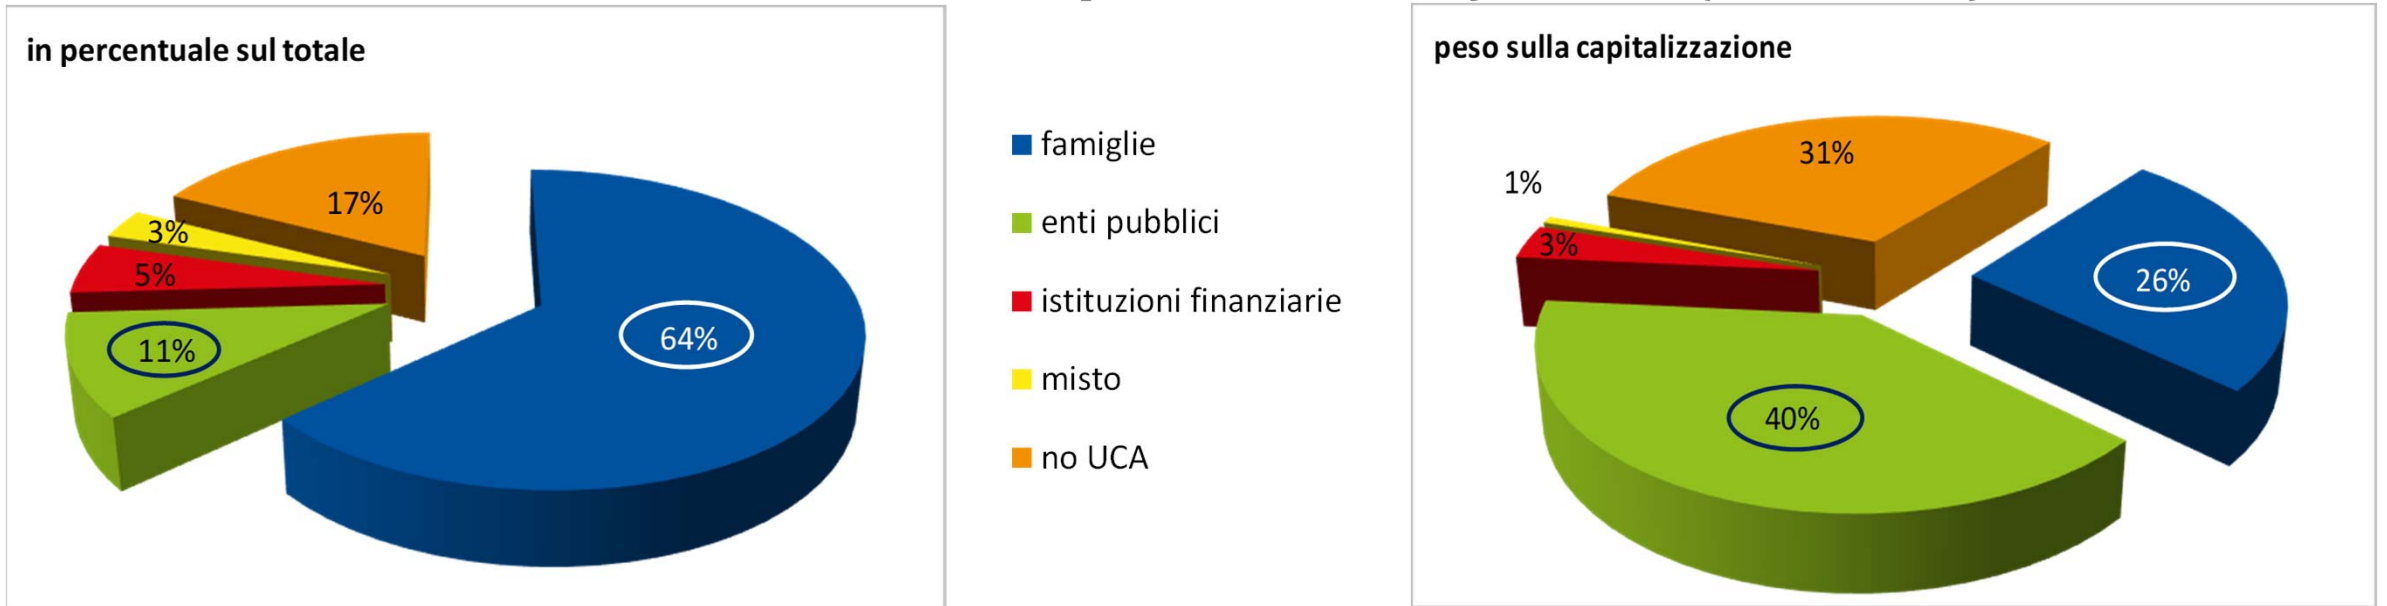 in percentuale sul totale
17%
3%
5%
11%
64%
famiglie
enti pubblici
istituzioni finanziarie
misto
no UCA
peso sulla capitalizzazione
31%
1%
3%
26%
40%